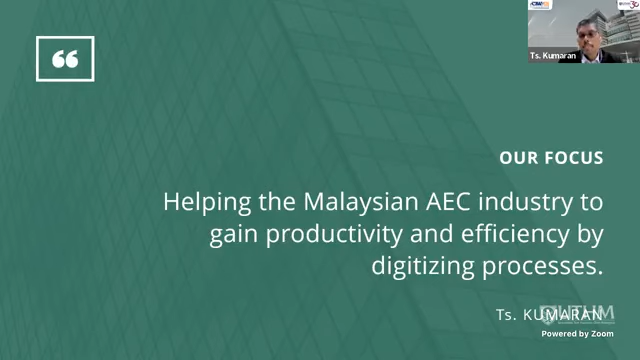 Ts. Kumaran
OUR FOCUS
Helping the Malaysian AEC industry to
gain productivity and efficiency by
digitizing processes.
Ts. KUMARAN
UTHM
Powered by Zoom